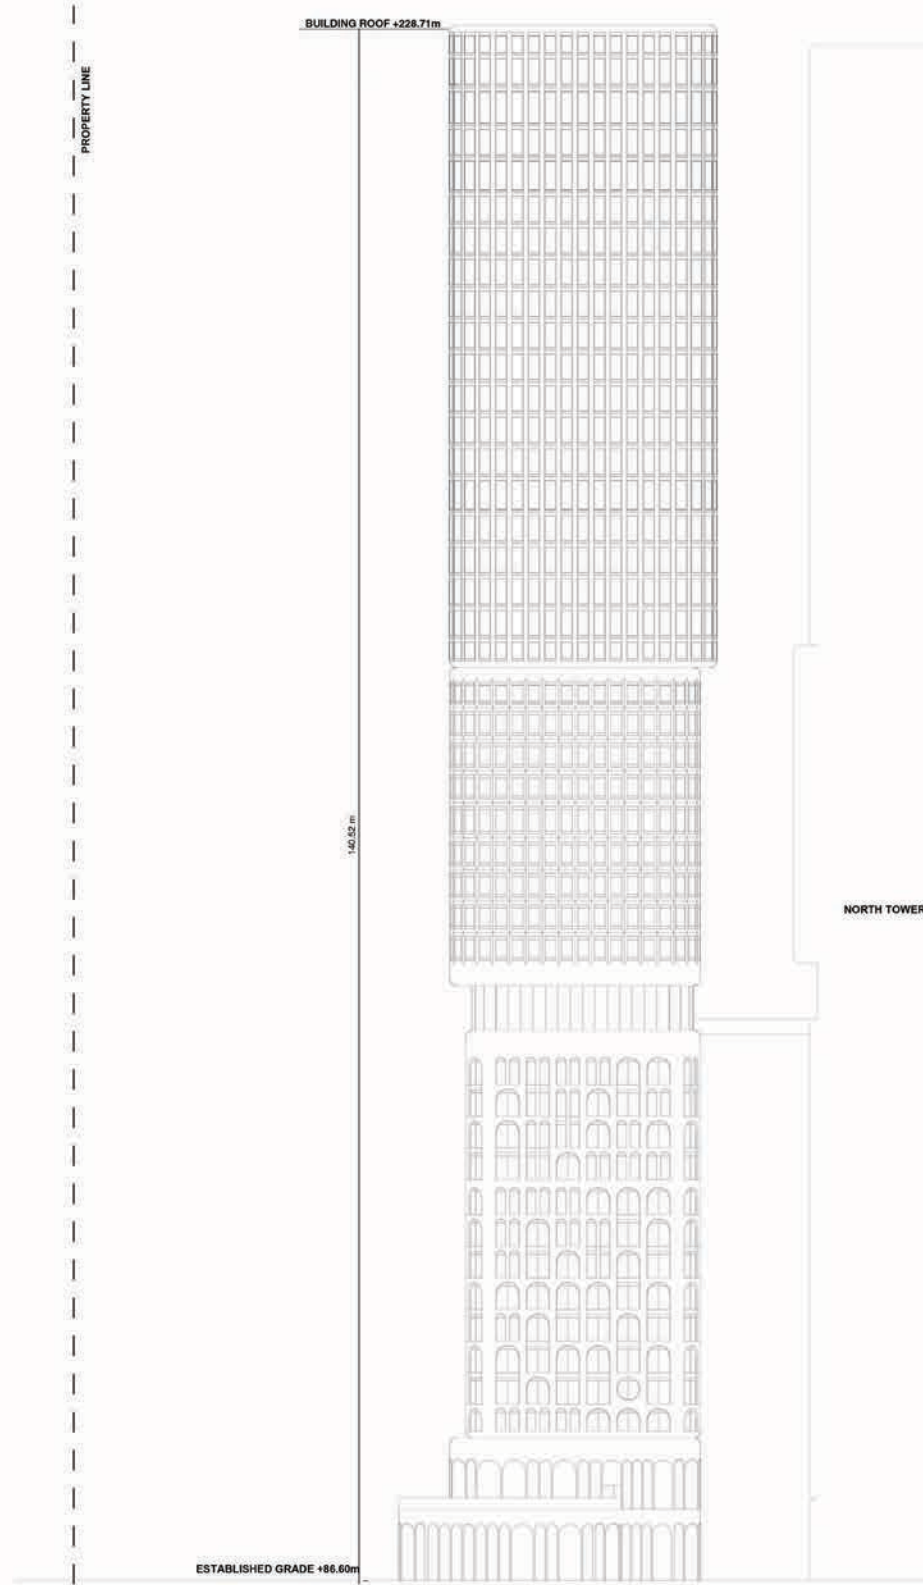 BUILDING ROOF +228.71m
PROPERTY LINE
140.52 m
NORTH TOWER
ESTABLISHED GRADE +86.60m